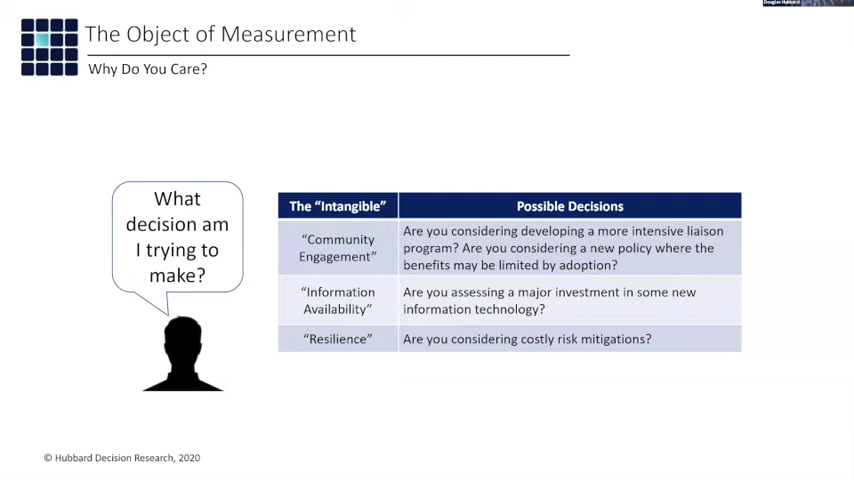 Douglas Hubbard
The Object of Measurement
Why Do You Care?
What
decision am
I trying to
make?
The “Intangible”
Possible Decisions
“Community
Engagement”
Are you considering developing a more intensive liaison
program? Are you considering a new policy where the
benefits may be limited by adoption?
“Information
Availability”
Are you assessing a major investment in some new
information technology?
“Resilience”
Are you considering costly risk mitigations?
© Hubbard Decision Research, 2020